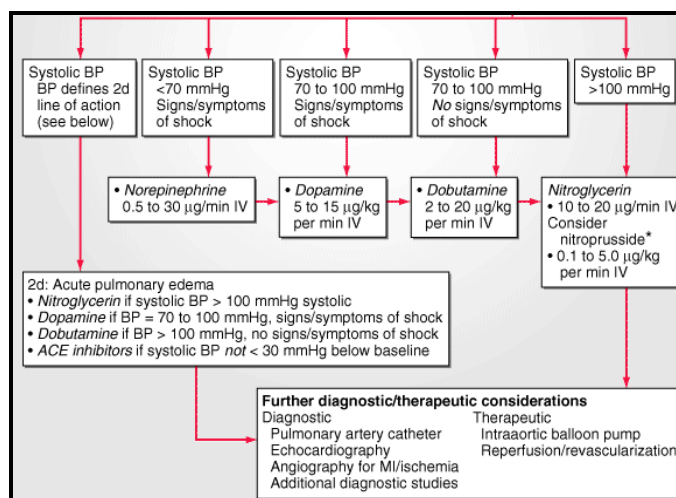 Systolic BP
BP defines 2d
line of action
(see below)
Systolic BP
<70 mmHg
Signs/symptoms
of shock
Systolic BP
70 to 100 mmHg
Signs/symptoms
of shock
Systolic BP
70 to 100 mmHg
No signs/symptoms
of shock
Systolic BP
>100 mmHg
• Norepinephrine
0.5 to 30 μg/min IV
• Dopamine
5 to 15 μg/kg
per min IV
• Dobutamine
2 to 20 μg/kg
per min IV
Nitroglycerin
• 10 to 20 μg/min IV
Consider
nitroprusside*
• 0.1 to 5.0 μg/kg
per min IV
2d: Acute pulmonary edema
• Nitroglycerin if systolic BP > 100 mmHg systolic
• Dopamine if BP = 70 to 100 mmHg, signs/symptoms of shock
• Dobutamine if BP > 100 mmHg, no signs/symptoms of shock
• ACE inhibitors if systolic BP not < 30 mmHg below baseline
Further diagnostic/therapeutic considerations
Diagnostic
Pulmonary artery catheter
Echocardiography
Angiography for MI/ischemia
Additional diagnostic studies
Therapeutic
Intraaortic balloon pump
Reperfusion/revascularization